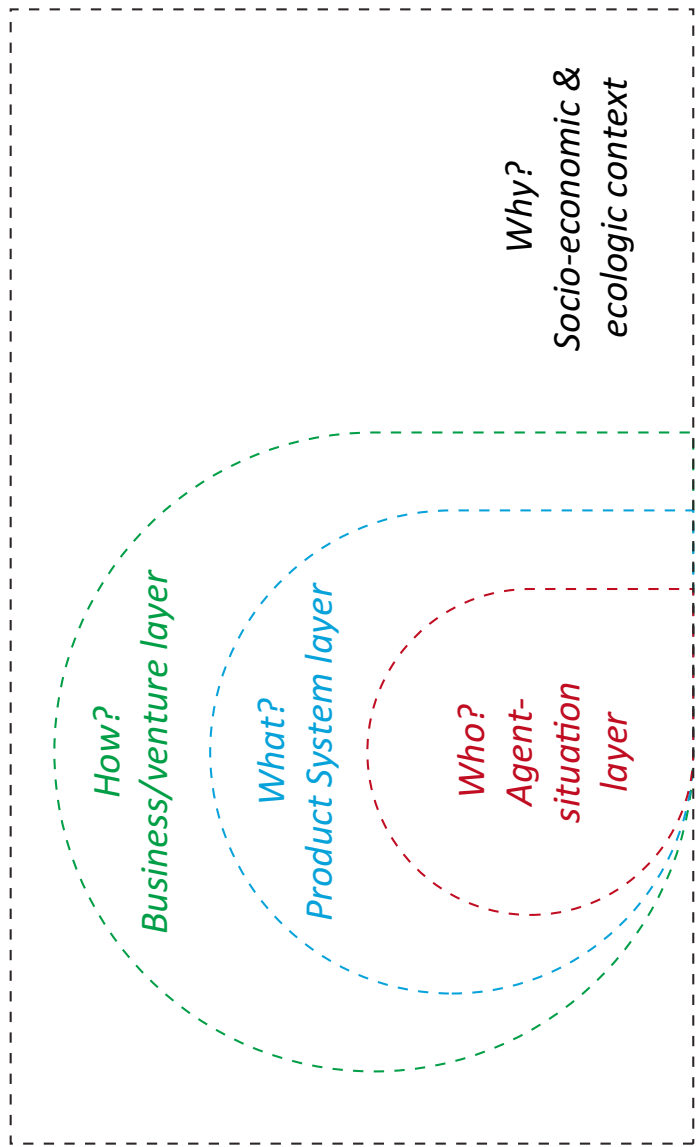 How?
Business/venture layer
What?
Product System layer
Who?
Agent-
situation
layer
Why?
Socio-economic &
ecologic context